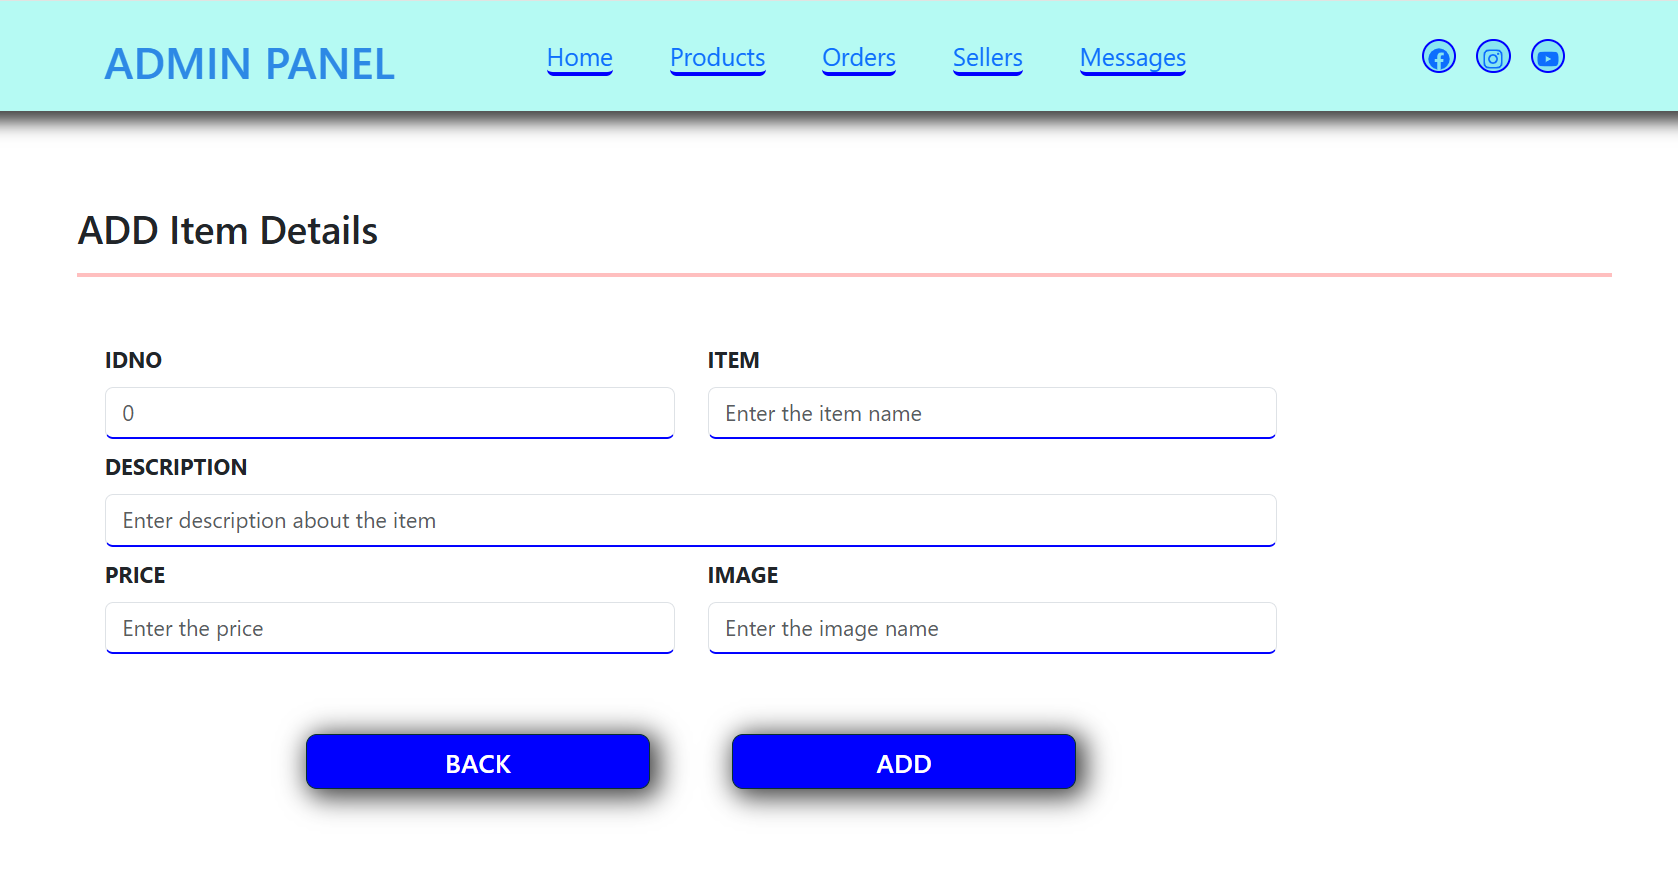 ADMIN PANEL Home Products Orders Sellers Messages
ADD Item Details
IDNO ITEM
0 Enter the item name
DESCRIPTION
Enter description about the item
PRICE IMAGE
Enter the price Enter the image name
BACK ADD